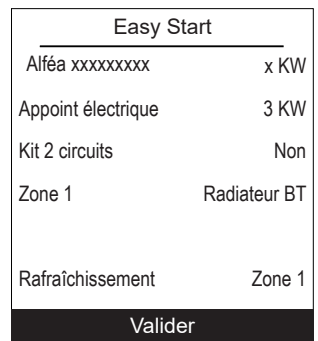 Easy Start
Alféa xxxxxxxxx x KW
Appoint électrique 3 KW
Kit 2 circuits Non
Zone 1 Radiateur BT
Rafraîchissement Zone 1
Valider